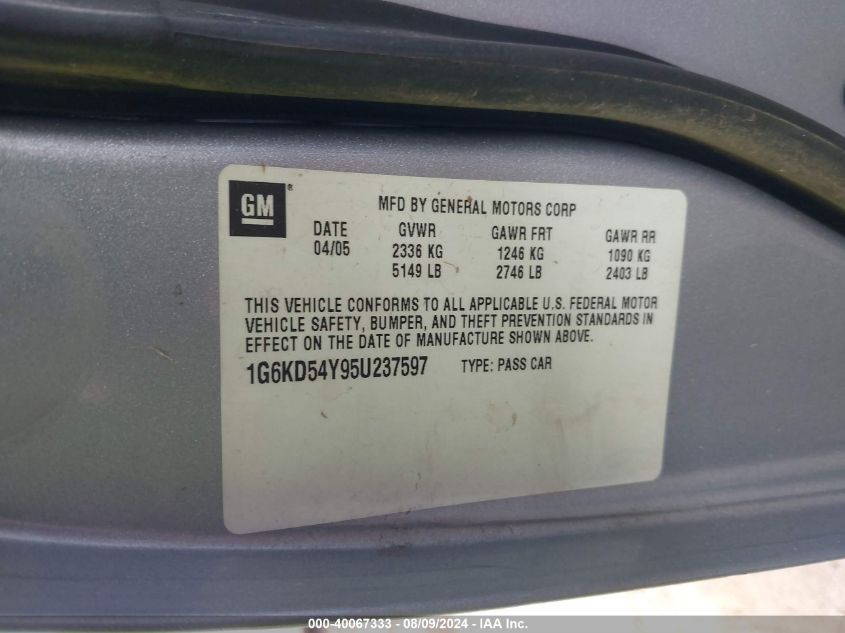 GM ®
MFD BY GENERAL MOTORS CORP
DATE GVWR GAWR FRT GAWR RR
04/05 2336 KG 1246 KG 1090 KG
5149 LB 2746 LB 2403 LB
THIS VEHICLE CONFORMS TO ALL APPLICABLE U.S. FEDERAL MOTOR
VEHICLE SAFETY, BUMPER, AND THEFT PREVENTION STANDARDS IN
EFFECT ON THE DATE OF MANUFACTURE SHOWN ABOVE.
1G6KD54Y95U237597 TYPE: PASS CAR
000-40067333 - 08/09/2024 - IAA Inc.